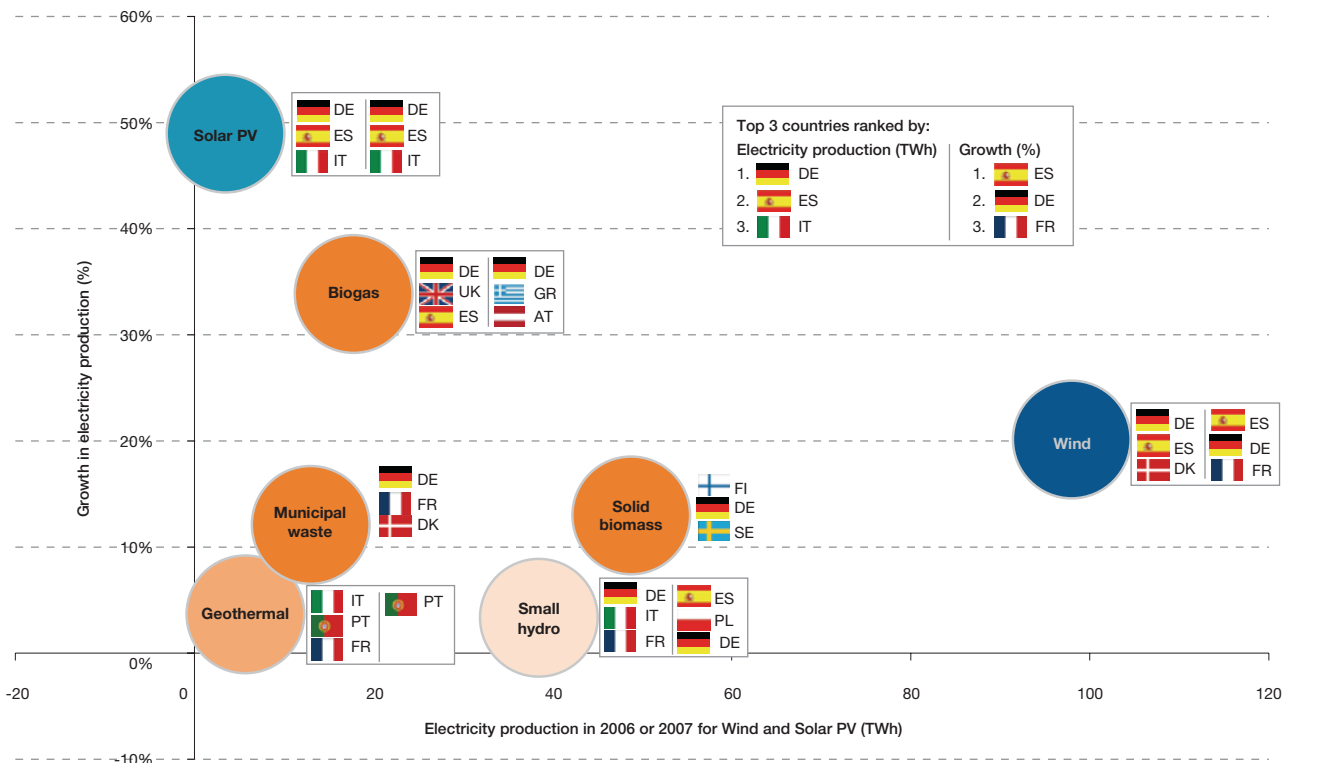 60%
50%
40%
30%
20%
10%
0%
-10%
Growth in electricity production (%)
Solar PV
DE DE
ES ES
IT IT
Top 3 countries ranked by:
Electricity production (TWh) Growth (%)
1. DE 1. ES
2. ES 2. DE
3. IT 3. FR
Biogas
DE DE
UK GR
ES AT
Wind
DE ES
ES DE
DK FR
Municipal
waste
DE
FR
DK
Solid
biomass
FI
DE
SE
Geothermal
IT PT
PT
FR
Small
hydro
DE ES
IT PL
FR DE
-20 0 20 40 60 80 100 120
Electricity production in 2006 or 2007 for Wind and Solar PV (TWh)